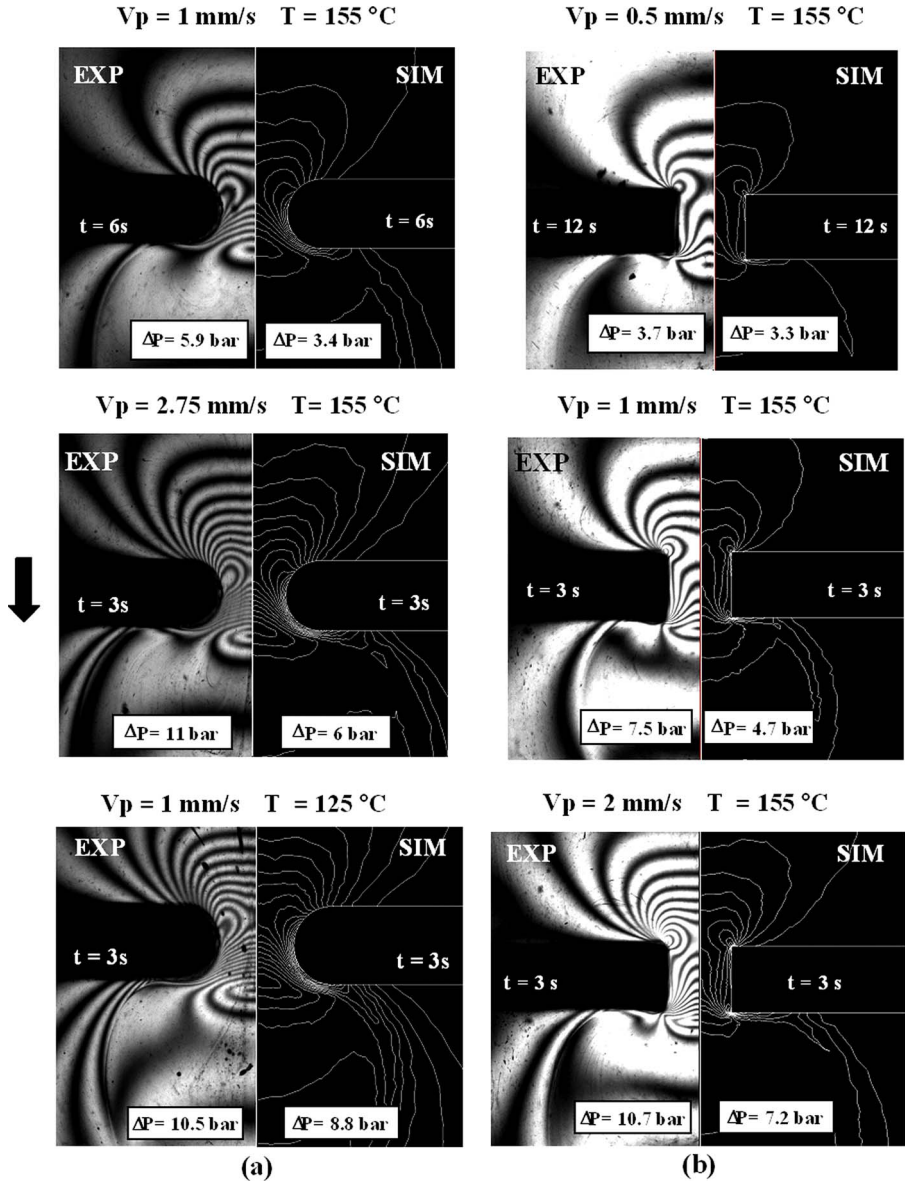 Vp = 1 mm/s T = 155 °C
EXP SIM
t = 6s t = 6s
ΔP= 5.9 bar ΔP= 3.4 bar
Vp = 2.75 mm/s T= 155 °C
EXP SIM
t = 3s t = 3s
ΔP= 11 bar ΔP= 6 bar
Vp = 1 mm/s T = 125 °C
EXP SIM
t = 3s t = 3s
ΔP= 10.5 bar ΔP= 8.8 bar
(a)
Vp = 0.5 mm/s T = 155 °C
EXP SIM
t = 12 s t = 12 s
ΔP= 3.7 bar ΔP= 3.3 bar
Vp = 1 mm/s T= 155 °C
EXP SIM
t = 3 s t = 3 s
ΔP= 7.5 bar ΔP= 4.7 bar
Vp = 2 mm/s T = 155 °C
EXP SIM
t = 3 s t = 3 s
ΔP= 10.7 bar ΔP= 7.2 bar
(b)